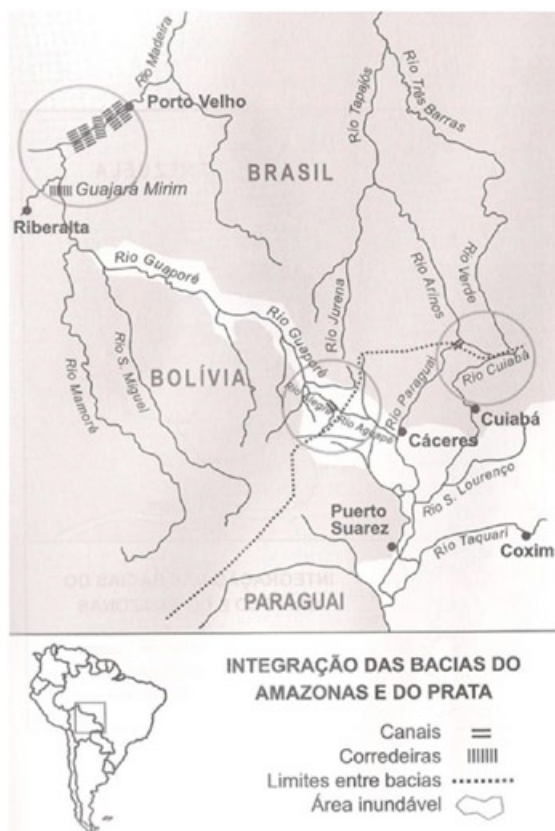 Rio Madeira
Porto Velho
Guajará Mirim
Riberalta
BRASIL
Rio Tapajós
Rio Três Barras
Rio Guaporé
Rio Guaporé
Rio Jurena
Rio Arinos
Rio Verde
BOLÍVIA
Rio Mamoré
Rio S. Miguel
Rio Alegre
Rio Aguapé
Rio Paraguai
Rio Cuiabá
Cuiabá
Cáceres
Rio S. Lourenço
Puerto
Suarez
Rio Taquari
Coxim
PARAGUAI
INTEGRAÇÃO DAS BACIAS DO
AMAZONAS E DO PRATA
Canais
Corredeiras
Limites entre bacias
Área inundável